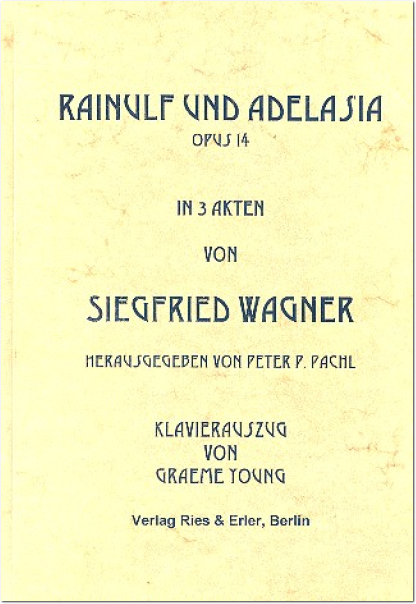 RAINULF UND ADELASIA
OPUS 14
IN 3 AKTEN
VON
SIEGFRIED WAGNER
HERAUSGEGEBEN VON PETER P. PACHL
KLAVIERAUSZUG
VON
GRAEME YOUNG
Verlag Ries & Erler, Berlin